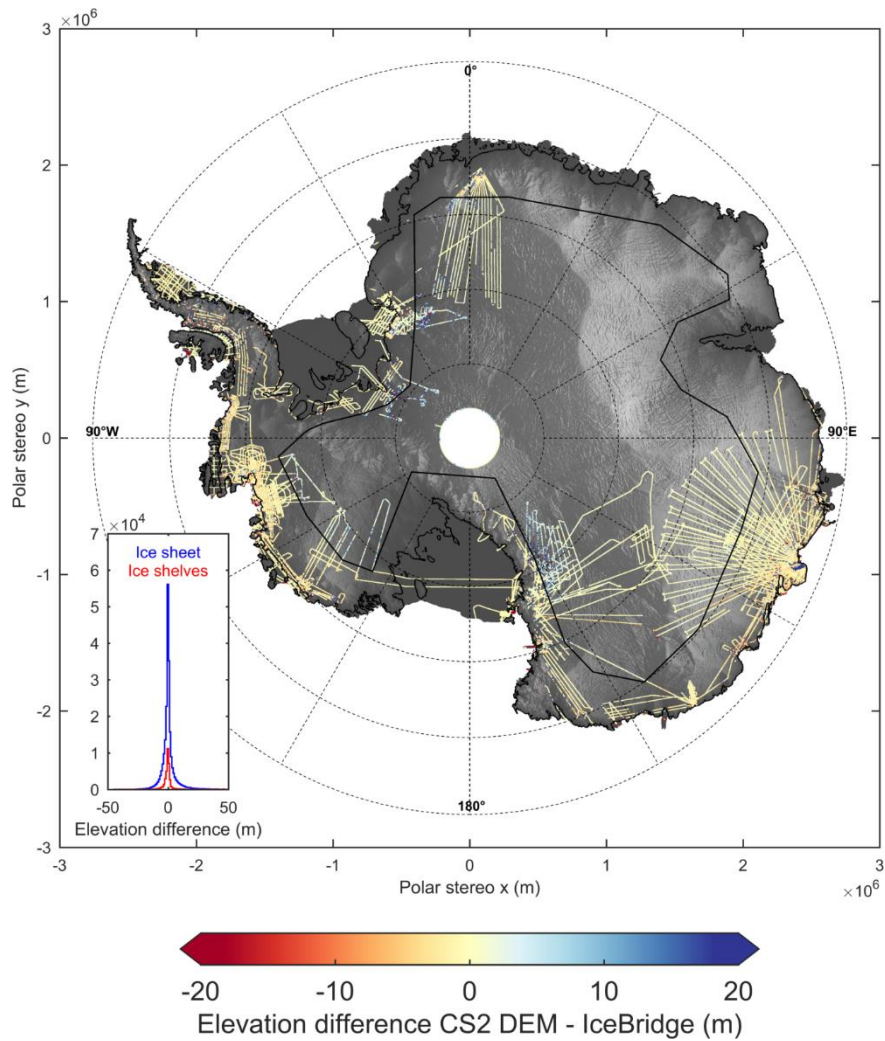 ×10⁶
3
2
1
0
-1
-2
-3
Polar stereo y (m)
0°
90°W
90°E
180°
×10⁴
7
6
5
4
3
2
1
0
Ice sheet
Ice shelves
-50 0 50
Elevation difference (m)
-3 -2 -1 0 1 2 3
Polar stereo x (m)
×10⁶
-20 -10 0 10 20
Elevation difference CS2 DEM - IceBridge (m)